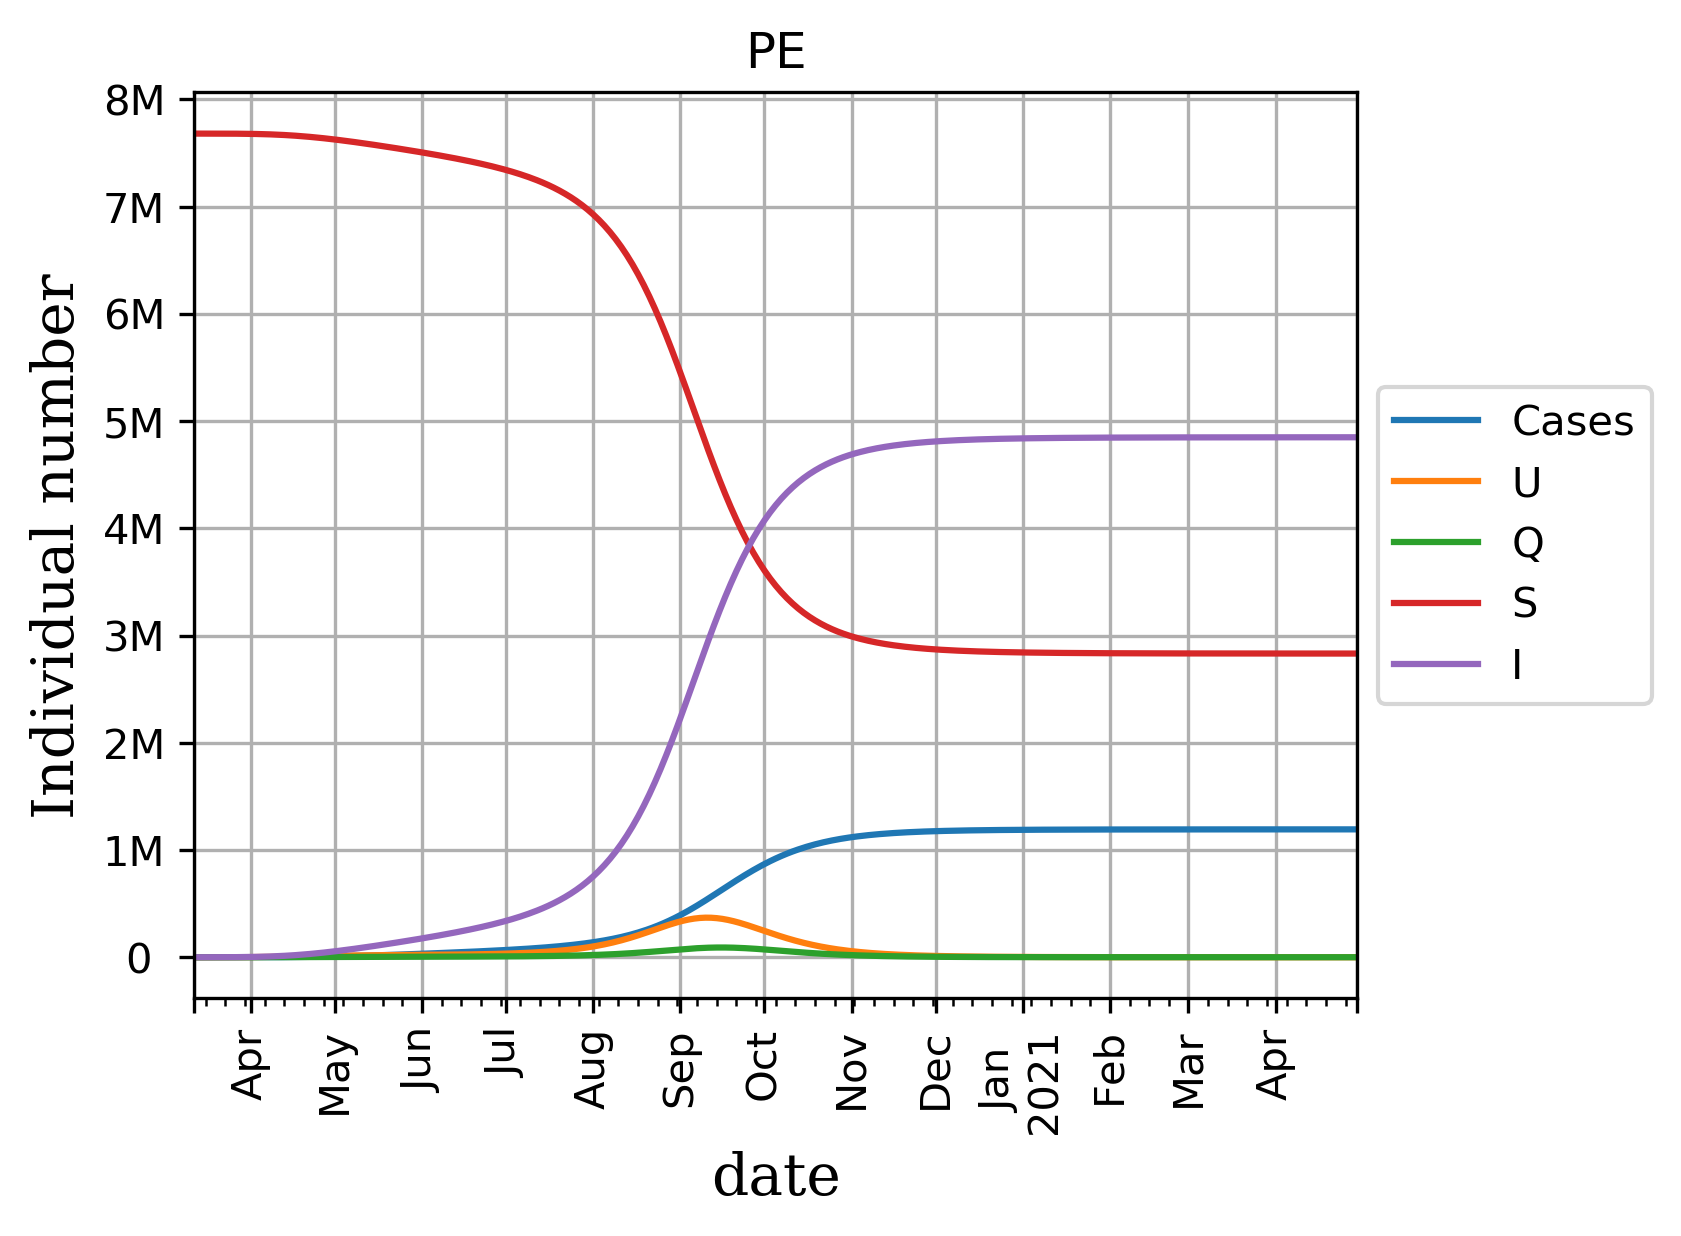 PE
8M
7M
6M
5M
4M
3M
2M
1M
0
Individual number
Apr
May
Jun
Jul
Aug
Sep
Oct
Nov
Dec
Jan
2021
Feb
Mar
Apr
date
Cases
U
Q
S
I